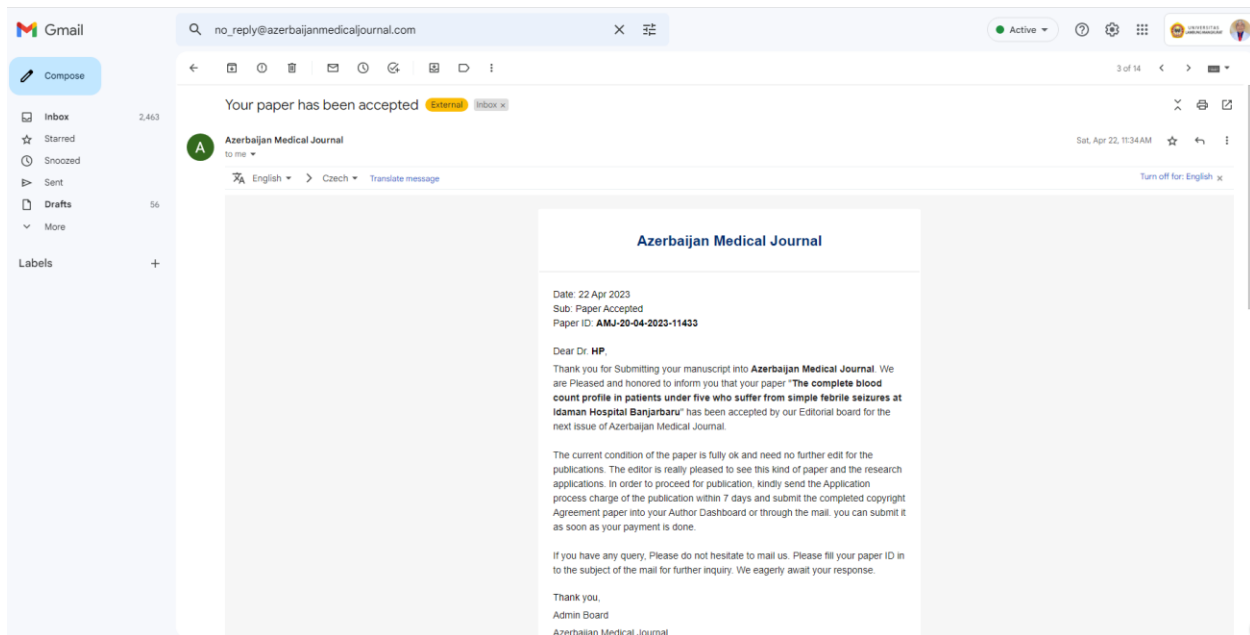 Gmail
no_reply@azerbaijanmedicaljournal.com
Active
UNIVERSITAS
Compose
3 of 14
Inbox 2,463
Starred
Snoozed
Sent
Drafts 56
More
Labels
Your paper has been accepted External Inbox x
A
Azerbaijan Medical Journal
to me
Sat, Apr 22, 11:34 AM
English > Czech Translate message
Turn off for: English x
Azerbaijan Medical Journal
Date: 22 Apr 2023
Sub: Paper Accepted
Paper ID: AMJ-20-04-2023-11433
Dear Dr. HP,
Thank you for Submitting your manuscript into Azerbaijan Medical Journal. We
are Pleased and honored to inform you that your paper "The complete blood
count profile in patients under five who suffer from simple febrile seizures at
Idaman Hospital Banjarbaru" has been accepted by our Editorial board for the
next issue of Azerbaijan Medical Journal.
The current condition of the paper is fully ok and need no further edit for the
publications. The editor is really pleased to see this kind of paper and the research
applications. In order to proceed for publication, kindly send the Application
process charge of the publication within 7 days and submit the completed copyright
Agreement paper into your Author Dashboard or through the mail. you can submit it
as soon as your payment is done.
If you have any query, Please do not hesitate to mail us. Please fill your paper ID in
to the subject of the mail for further inquiry. We eagerly await your response.
Thank you,
Admin Board
Azerbaijan Medical Journal